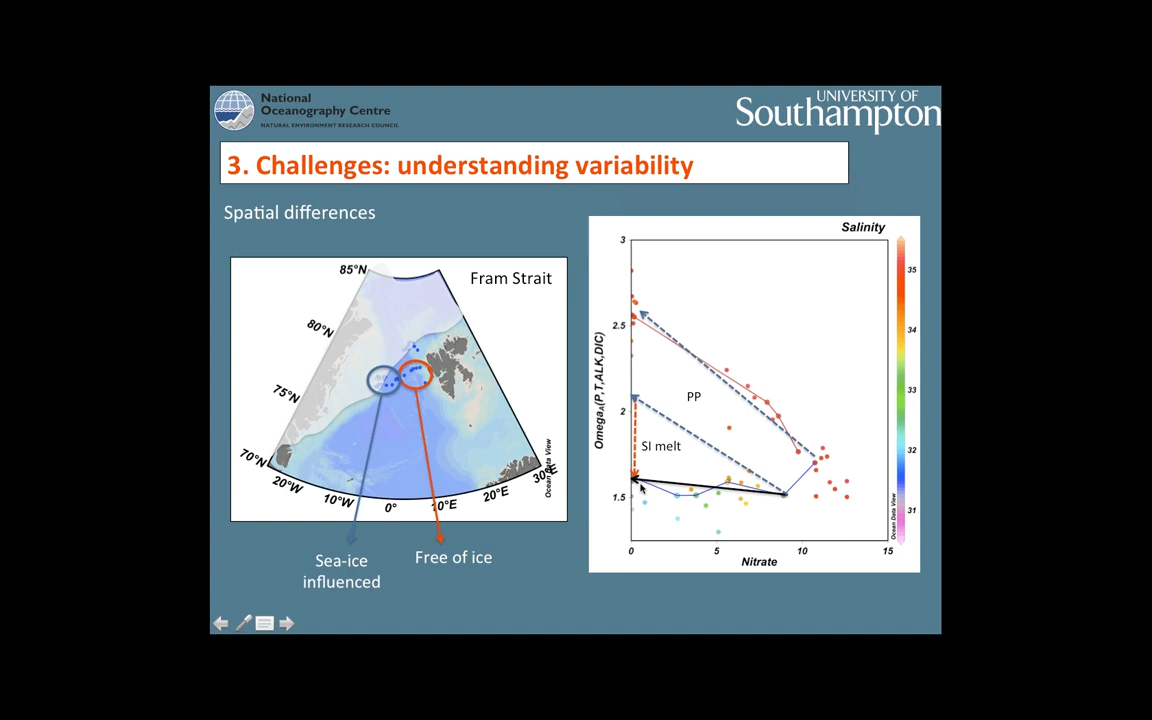 National
Oceanography Centre
NATURAL ENVIRONMENT RESEARCH COUNCIL
UNIVERSITY OF
Southampton
3. Challenges: understanding variability
Spatial differences
Fram Strait
85°N
80°N
75°N
70°N
20°W
10°W
0°
10°E
20°E
30°E
Ocean Data View
Sea-ice
influenced
Free of ice
Salinity
3
2.5
2
1.5
OmegaA(P,T,ALK,DIC)
PP
SI melt
0
5
10
15
Nitrate
35
34
33
32
31
Ocean Data View